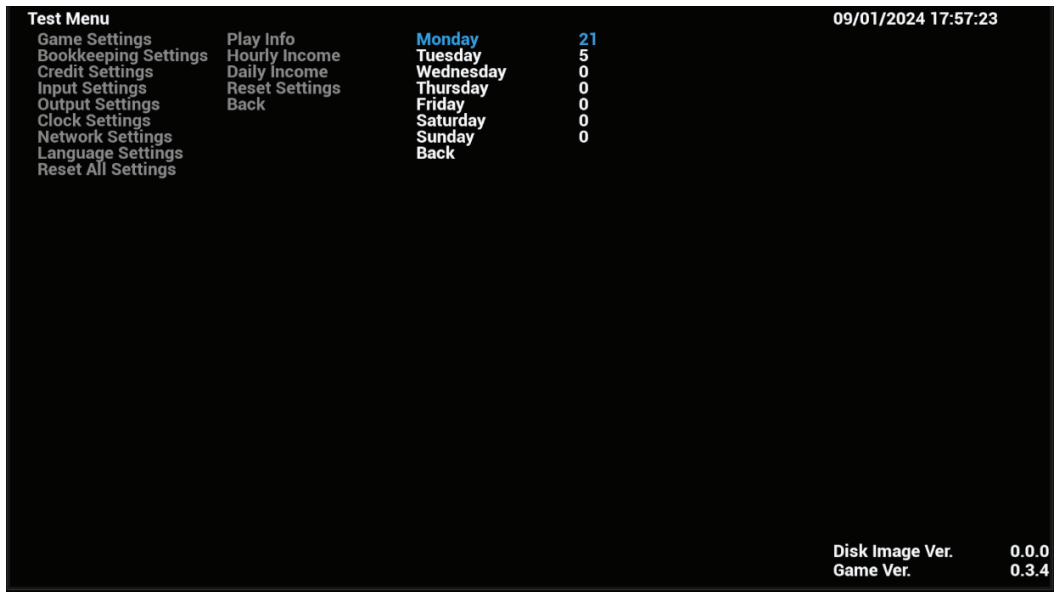 Test Menu 09/01/2024 17:57:23
Game Settings Play Info Monday 21
Bookkeeping Settings Hourly Income Tuesday 5
Credit Settings Daily Income Wednesday 0
Input Settings Reset Settings Thursday 0
Output Settings Back Friday 0
Clock Settings Saturday 0
Network Settings Sunday 0
Language Settings Back
Reset All Settings
Disk Image Ver. 0.0.0
Game Ver. 0.3.4